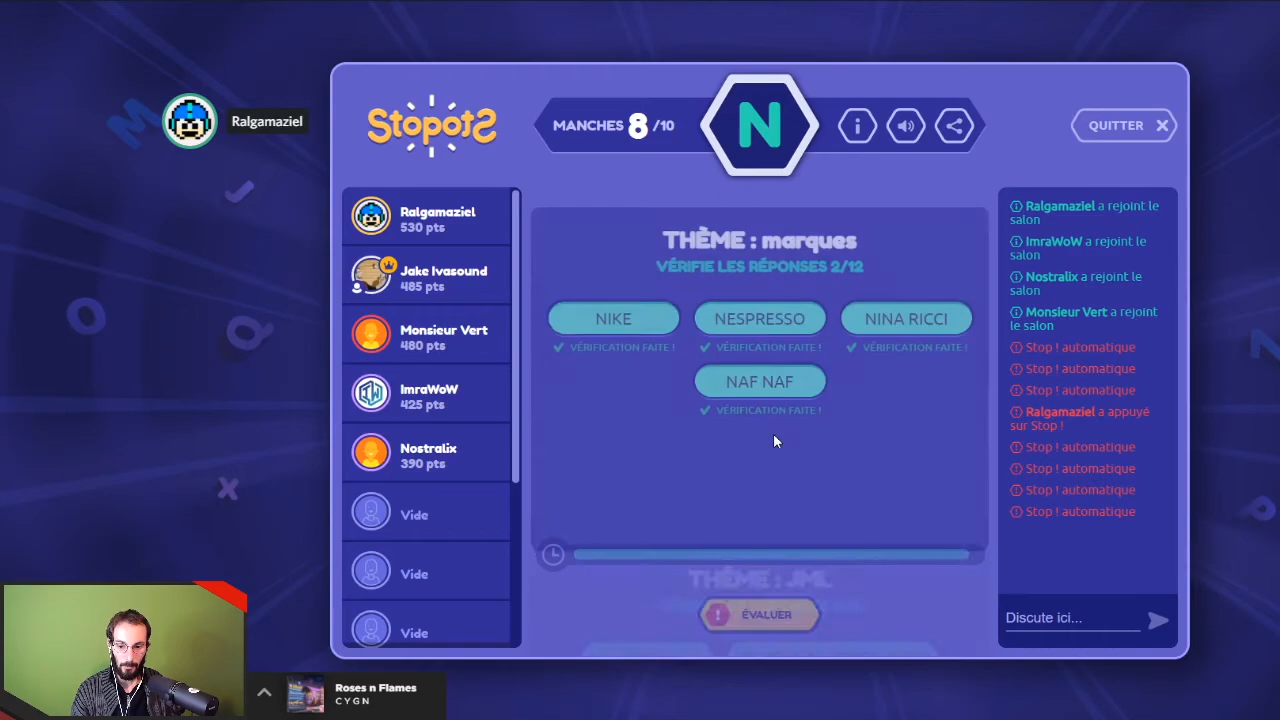 Ralgamaziel
StopotS
MANCHES 8/10
N
QUITTER
Ralgamaziel
530 pts
Jake Ivasound
485 pts
Monsieur Vert
480 pts
ImraWoW
425 pts
Nostralix
390 pts
Vide
Vide
Vide
THÈME : marques
VÉRIFIE LES RÉPONSES 2/12
NIKE
NESPRESSO
NINA RICCI
VÉRIFICATION FAITE !
VÉRIFICATION FAITE !
VÉRIFICATION FAITE !
NAF NAF
VÉRIFICATION FAITE !
THÈME : JML
ÉVALUER
Ralgamaziel a rejoint le
salon
ImraWoW a rejoint le
salon
Nostralix a rejoint le
salon
Monsieur Vert a rejoint
le salon
Stop ! automatique
Stop ! automatique
Stop ! automatique
Ralgamaziel a appuyé
sur Stop !
Stop ! automatique
Stop ! automatique
Stop ! automatique
Stop ! automatique
Discute ici...
Roses n Flames
CYGN